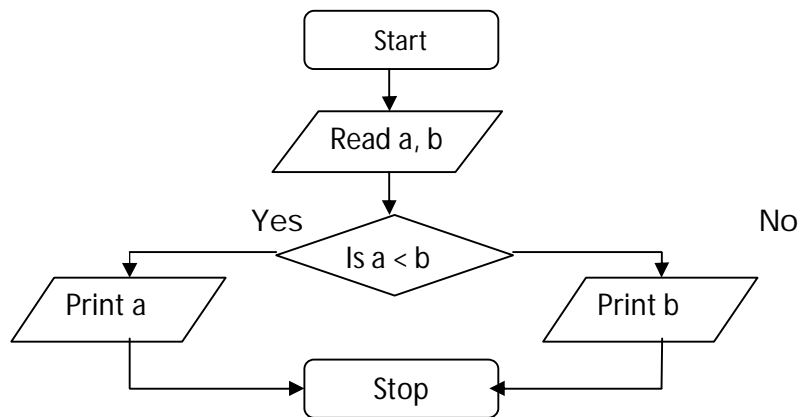 Start
Read a, b
Yes
No
Is a < b
Print a
Print b
Stop